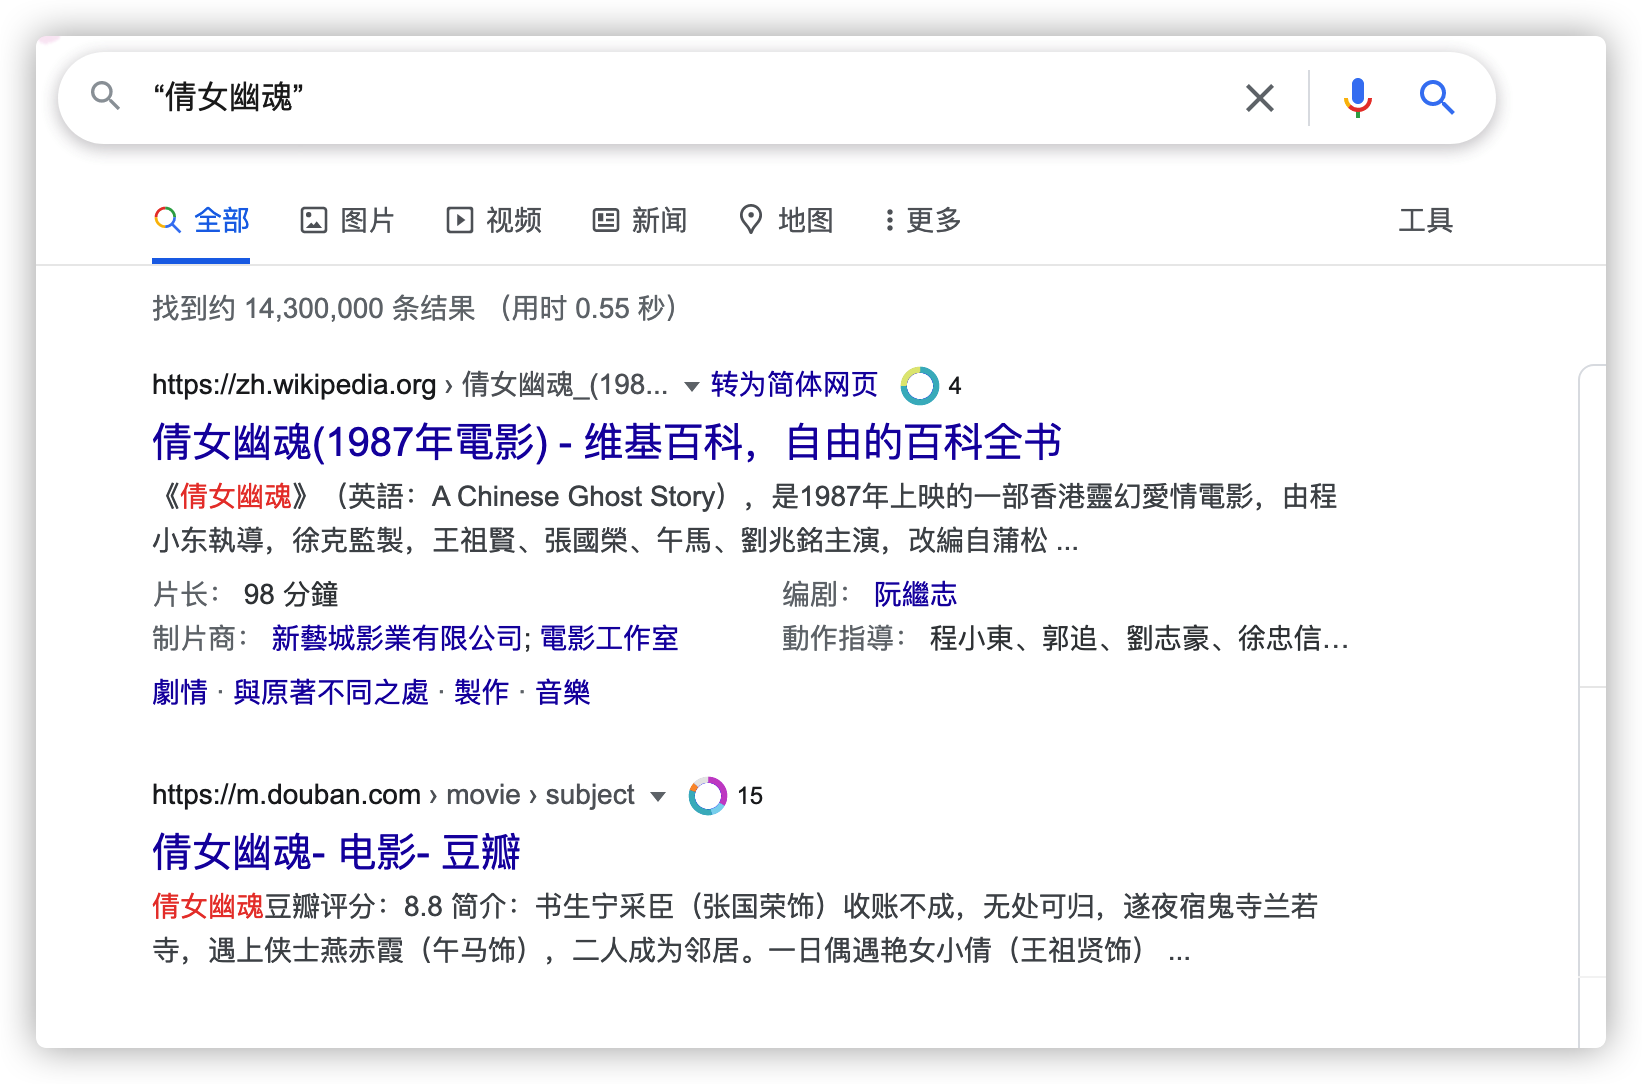 “倩女幽魂”
全部 图片 视频 新闻 地图 更多 工具
找到约 14,300,000 条结果 （用时 0.55 秒）
https://zh.wikipedia.org › 倩女幽魂_(198... 转为简体网页 4
倩女幽魂(1987年電影) - 维基百科，自由的百科全书
《倩女幽魂》（英語：A Chinese Ghost Story），是1987年上映的一部香港靈幻愛情電影，由程
小东執導，徐克監製，王祖賢、張國榮、午馬、劉兆銘主演，改編自蒲松 ...
片长： 98 分鐘 编剧： 阮繼志
制片商： 新藝城影業有限公司; 電影工作室 動作指導： 程小東、郭追、劉志豪、徐忠信...
劇情 · 與原著不同之處 · 製作 · 音樂
https://m.douban.com › movie › subject 15
倩女幽魂- 电影- 豆瓣
倩女幽魂豆瓣评分：8.8 简介：书生宁采臣（张国荣饰）收账不成，无处可归，遂夜宿鬼寺兰若
寺，遇上侠士燕赤霞（午马饰），二人成为邻居。一日偶遇艳女小倩（王祖贤饰） ...